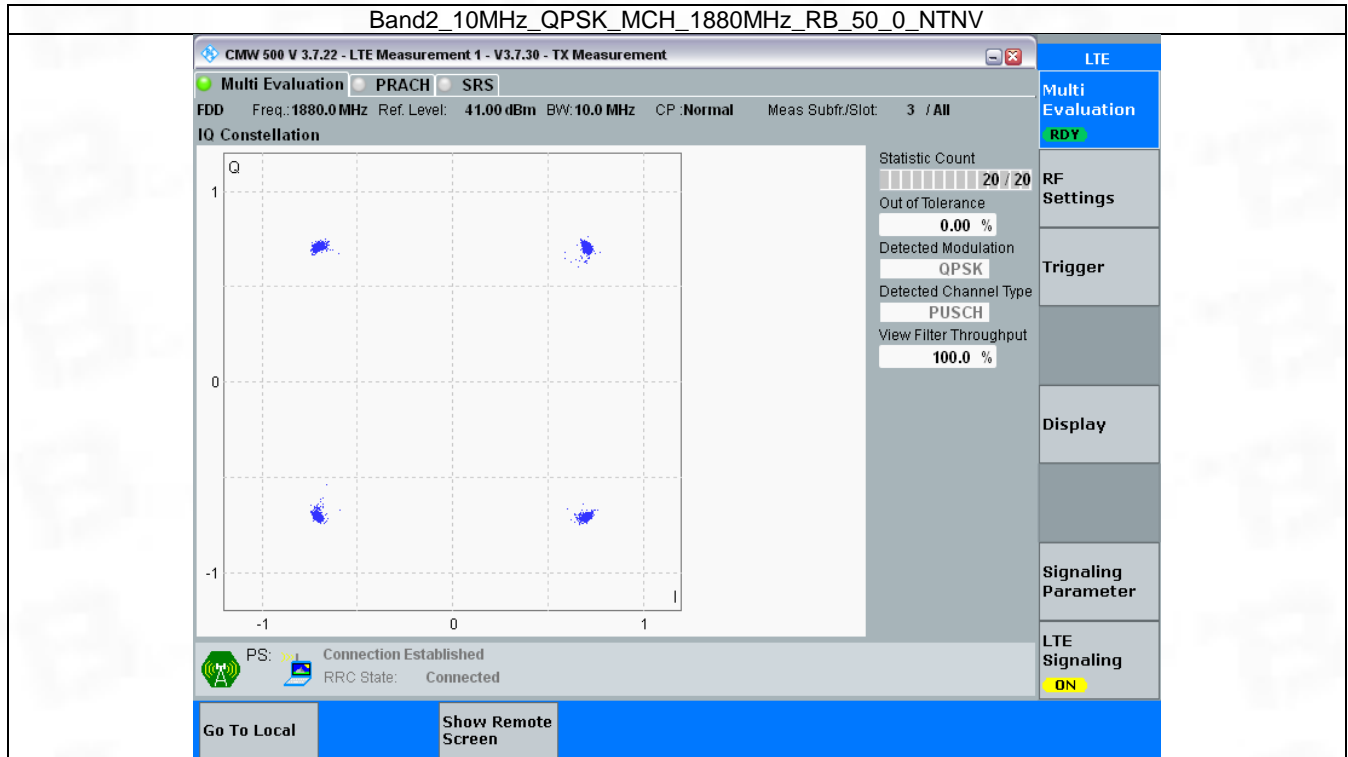 Band2_10MHz_QPSK_MCH_1880MHz_RB_50_0_NTNV
CMW 500 V 3.7.22 - LTE Measurement 1 - V3.7.30 - TX Measurement
Multi Evaluation PRACH SRS
FDD Freq.:1880.0 MHz Ref. Level: 41.00 dBm BW:10.0 MHz CP :Normal Meas Subfr./Slot: 3 / All
IQ Constellation
Q
1
0
-1
I
-1 0 1
Statistic Count
20 / 20
Out of Tolerance
0.00 %
Detected Modulation
QPSK
Detected Channel Type
PUSCH
View Filter Throughput
100.0 %
PS: Connection Established
RRC State: Connected
LTE
Multi
Evaluation
RDY
RF
Settings
Trigger
Display
Signaling
Parameter
LTE
Signaling
ON
Go To Local
Show Remote
Screen